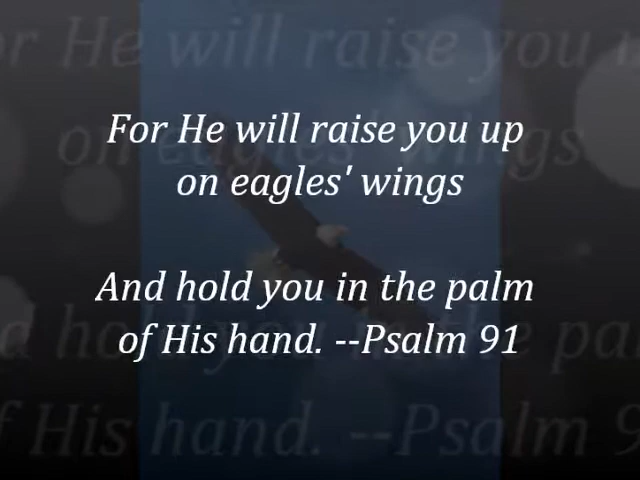 For He will raise you up
on eagles' wings
And hold you in the palm
of His hand. --Psalm 91